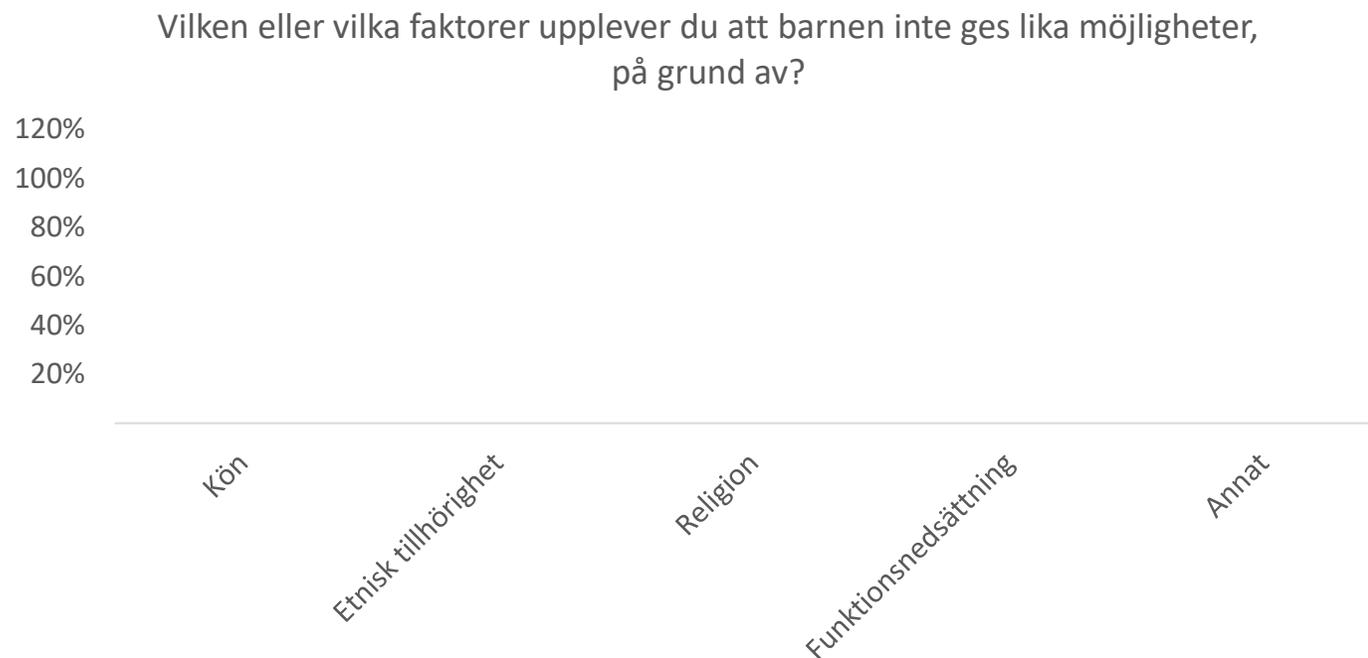 Vilken eller vilka faktorer upplever du att barnen inte ges lika möjligheter,
på grund av?
120%
100%
80%
60%
40%
20%
Kön
Etnisk tillhörighet
Religion
Funktionsnedsättning
Annat